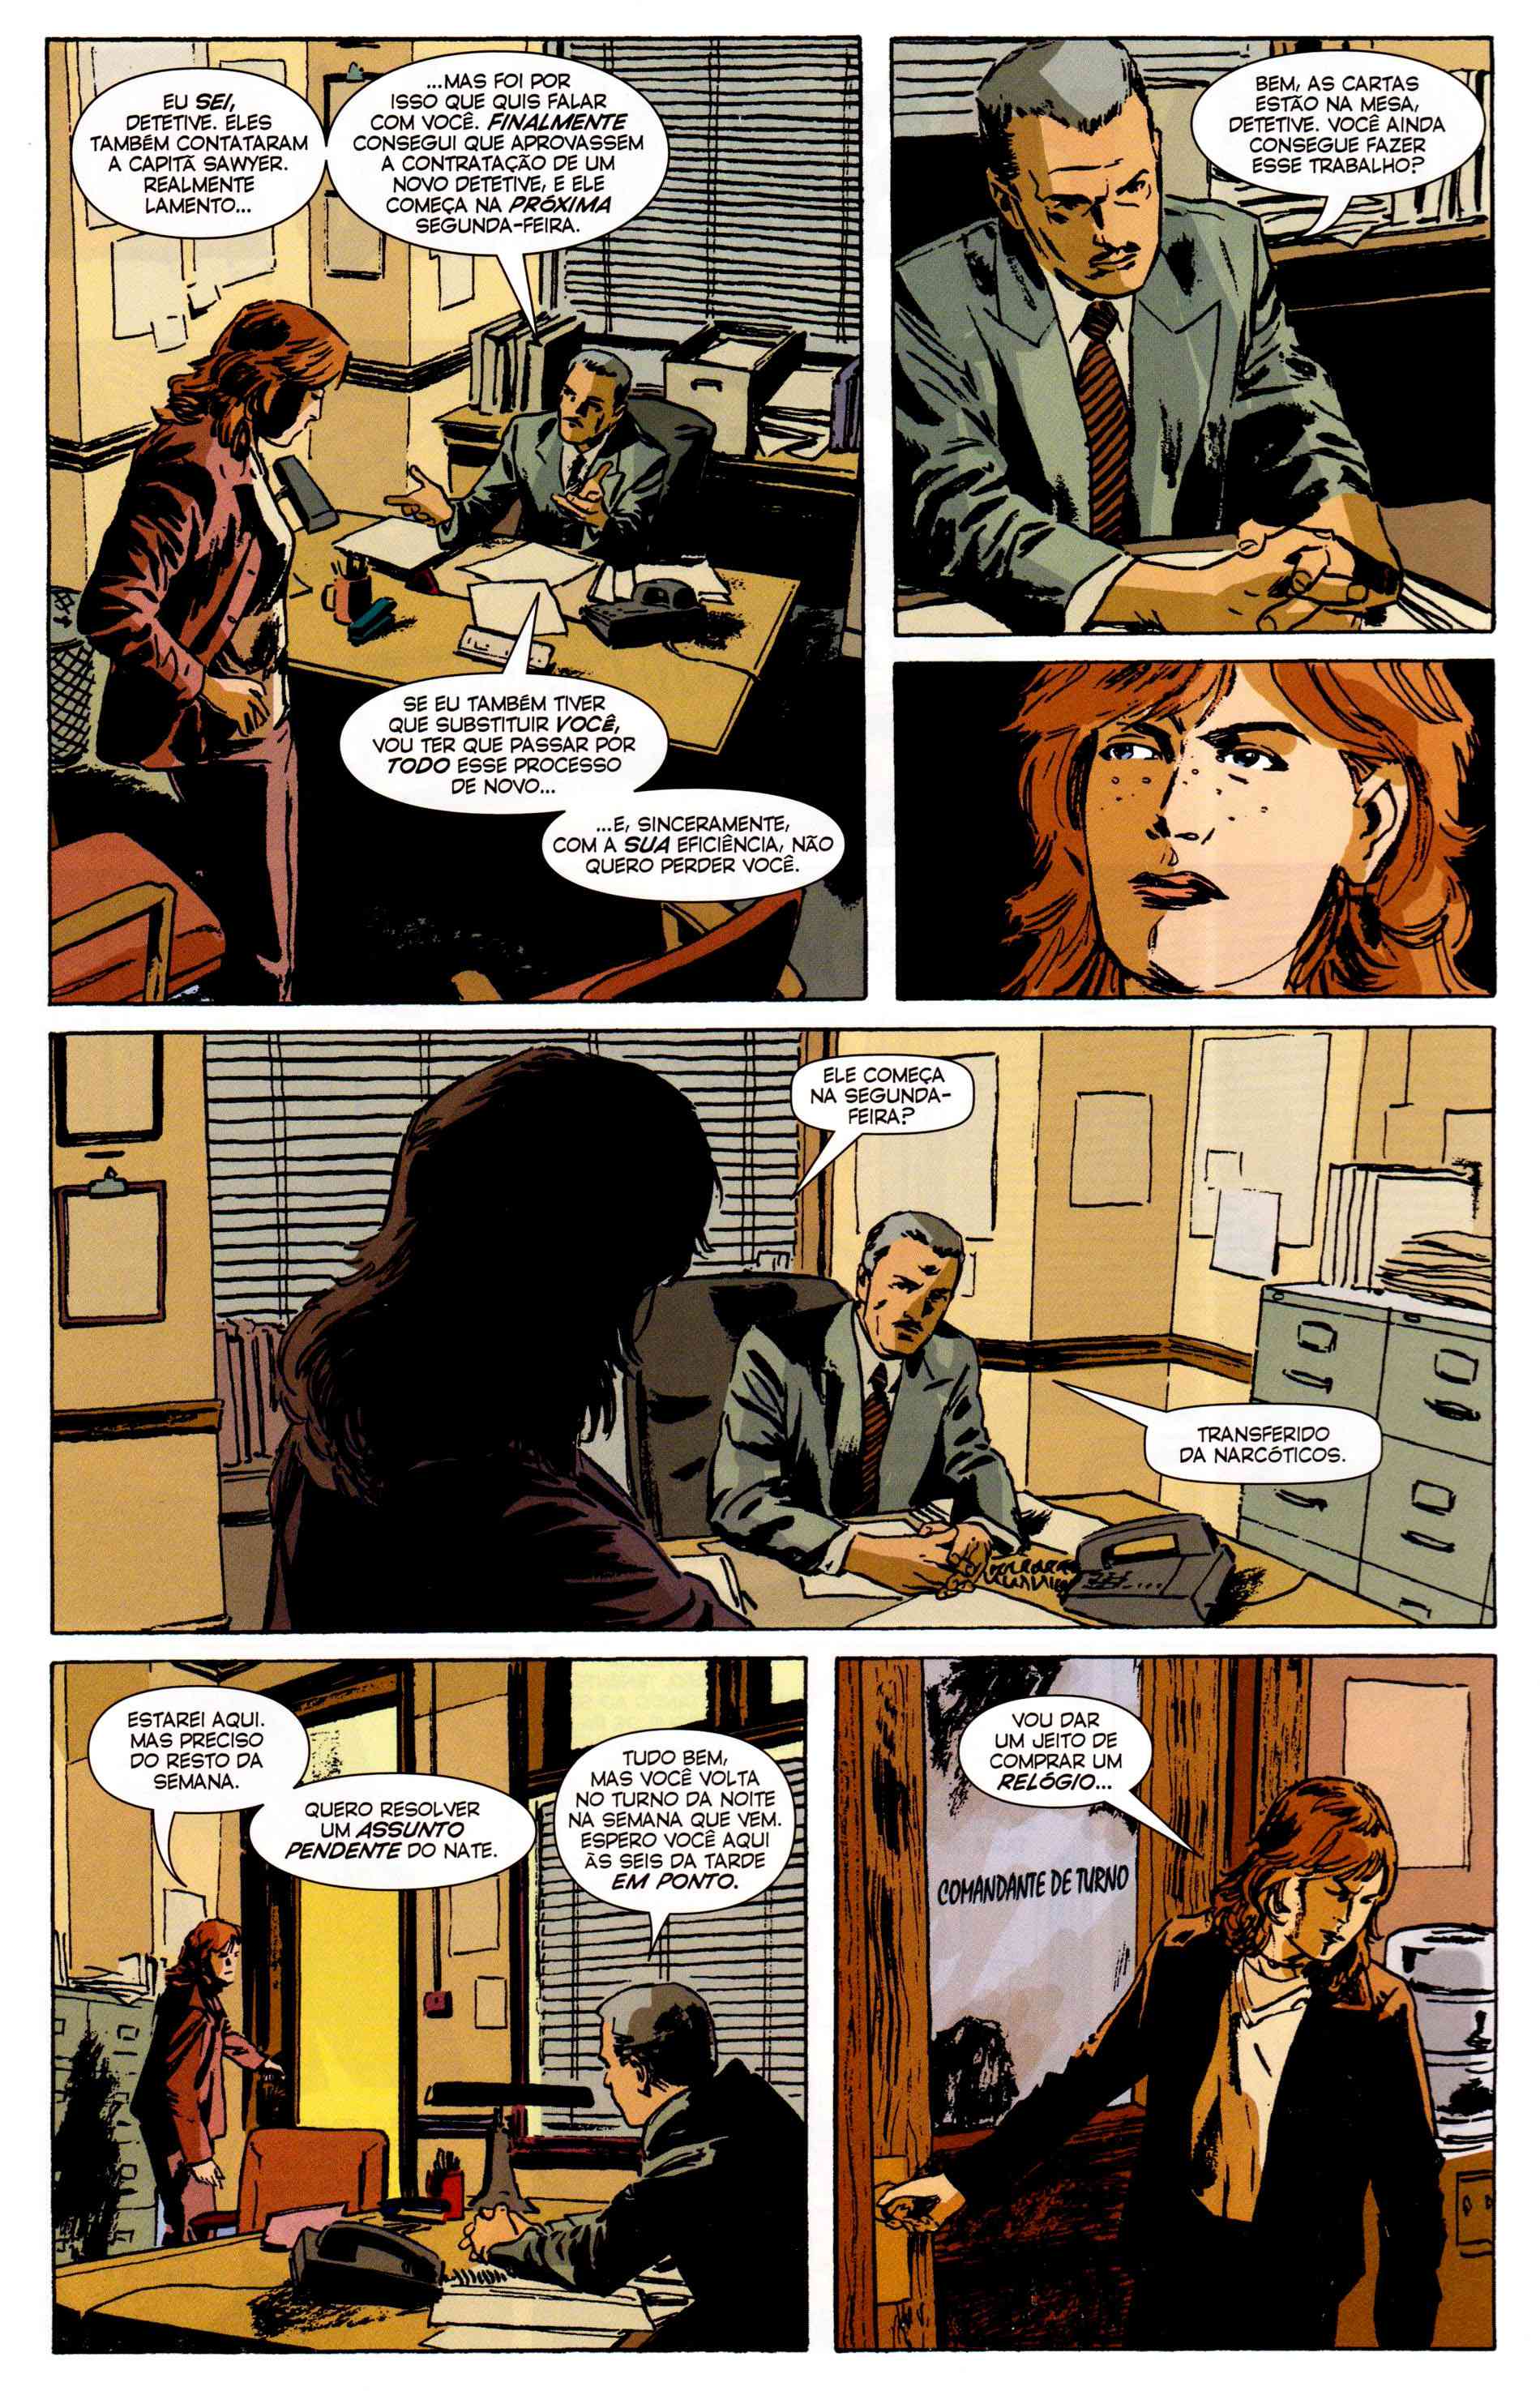 EU SEI,
DETETIVE. ELES
TAMBÉM CONTATARAM
A CAPITÃ SAWYER.
REALMENTE
LAMENTO...
...MAS FOI POR
ISSO QUE QUIS FALAR
COM VOCÊ. FINALMENTE
CONSEGUI QUE APROVASSEM
A CONTRATAÇÃO DE UM
NOVO DETETIVE, E ELE
COMEÇA NA PRÓXIMA
SEGUNDA-FEIRA.
SE EU TAMBÉM TIVER
QUE SUBSTITUIR VOCÊ,
VOU TER QUE PASSAR POR
TODO ESSE PROCESSO
DE NOVO...
...E, SINCERAMENTE,
COM A SUA EFICIÊNCIA, NÃO
QUERO PERDER VOCÊ.
BEM, AS CARTAS
ESTÃO NA MESA,
DETETIVE. VOCÊ AINDA
CONSEGUE FAZER
ESSE TRABALHO?
ELE COMEÇA
NA SEGUNDA-
FEIRA?
TRANSFERIDO
DA NARCÓTICOS.
ESTAREI AQUI.
MAS PRECISO
DO RESTO DA
SEMANA.
QUERO RESOLVER
UM ASSUNTO
PENDENTE DO NATE.
TUDO BEM,
MAS VOCÊ VOLTA
NO TURNO DA NOITE
NA SEMANA QUE VEM.
ESPERO VOCÊ AQUI
ÀS SEIS DA TARDE
EM PONTO.
VOU DAR
UM JEITO DE
COMPRAR UM
RELÓGIO...
COMANDANTE DE TURNO